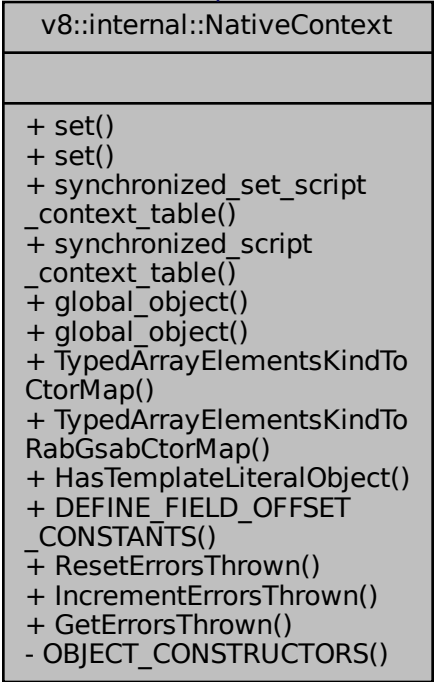 v8::internal::NativeContext
+ set()
+ set()
+ synchronized_set_script
_context_table()
+ synchronized_script
_context_table()
+ global_object()
+ global_object()
+ TypedArrayElementsKindTo
CtorMap()
+ TypedArrayElementsKindTo
RabGsabCtorMap()
+ HasTemplateLiteralObject()
+ DEFINE_FIELD_OFFSET
_CONSTANTS()
+ ResetErrorsThrown()
+ IncrementErrorsThrown()
+ GetErrorsThrown()
- OBJECT_CONSTRUCTORS()